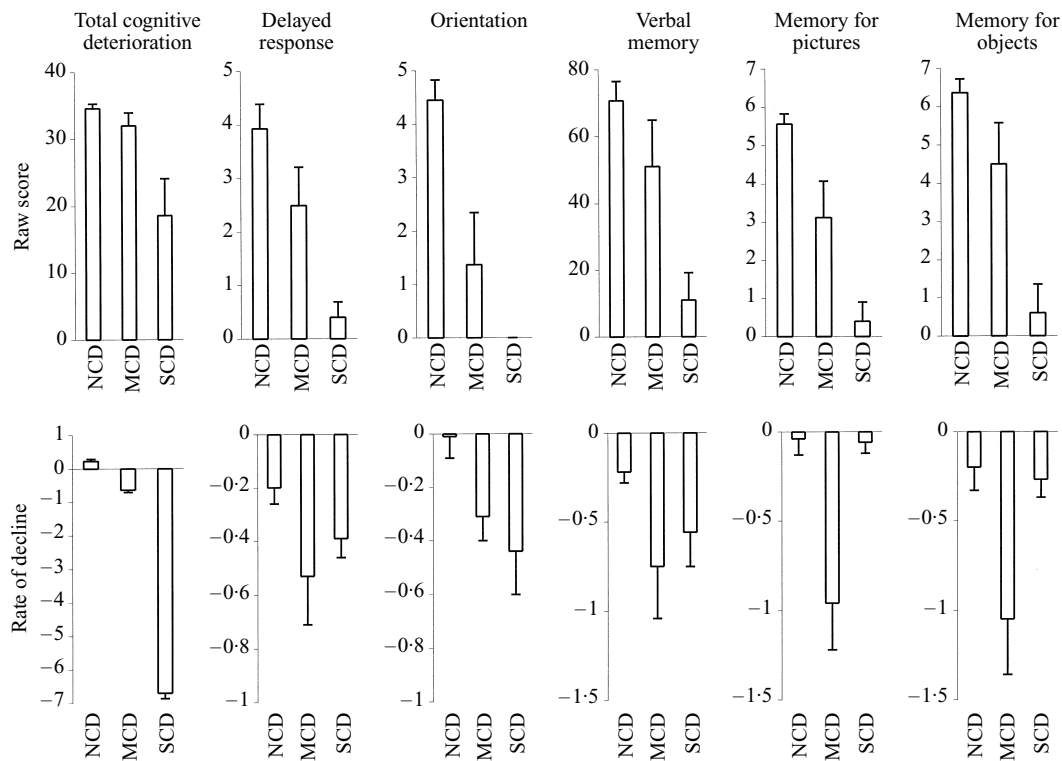 Total cognitive deterioration
Delayed response
Orientation
Verbal memory
Memory for pictures
Memory for objects
Raw score
40
30
20
10
0
NCD
MCD
SCD
5
4
3
2
1
0
NCD
MCD
SCD
5
4
3
2
1
0
NCD
MCD
SCD
80
60
40
20
0
NCD
MCD
SCD
7
6
5
4
3
2
1
0
NCD
MCD
SCD
7
6
5
4
3
2
1
0
NCD
MCD
SCD
Rate of decline
1
0
−1
−2
−3
−4
−5
−6
−7
NCD
MCD
SCD
0
−0·2
−0·4
−0·6
−0·8
−1
NCD
MCD
SCD
0
−0·2
−0·4
−0·6
−0·8
−1
NCD
MCD
SCD
0
−0·5
−1
−1·5
NCD
MCD
SCD
0
−0·5
−1
−1·5
NCD
MCD
SCD
0
−0·5
−1
−1·5
NCD
MCD
SCD